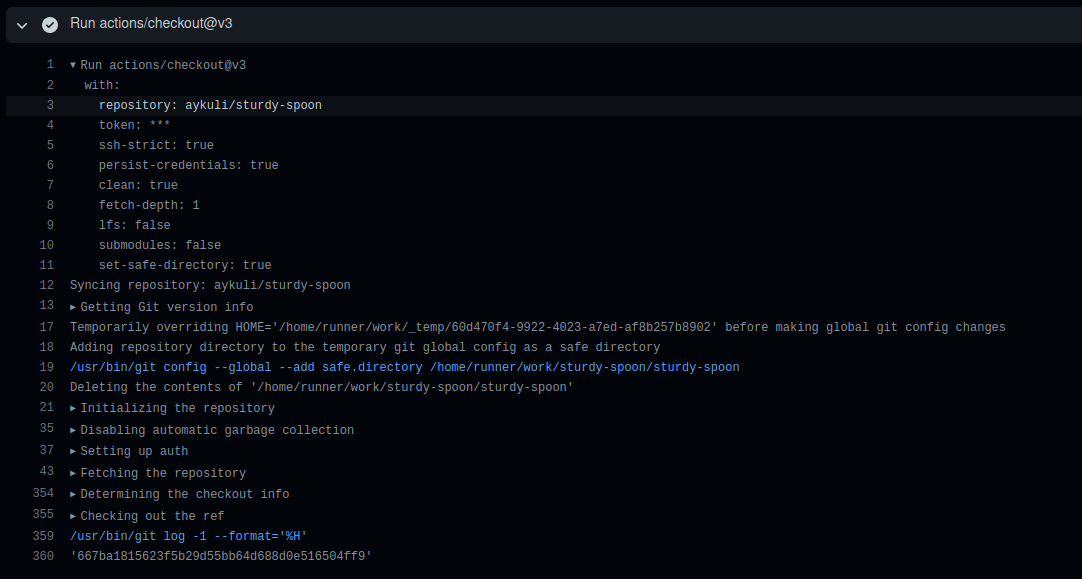 Run actions/checkout@v3
1 ▾ Run actions/checkout@v3
2 with:
3 repository: aykuli/sturdy-spoon
4 token: ***
5 ssh-strict: true
6 persist-credentials: true
7 clean: true
8 fetch-depth: 1
9 lfs: false
10 submodules: false
11 set-safe-directory: true
12 Syncing repository: aykuli/sturdy-spoon
13 ▸ Getting Git version info
17 Temporarily overriding HOME='/home/runner/work/_temp/60d470f4-9922-4023-a7ed-af8b257b8902' before making global git config changes
18 Adding repository directory to the temporary git global config as a safe directory
19 /usr/bin/git config --global --add safe.directory /home/runner/work/sturdy-spoon/sturdy-spoon
20 Deleting the contents of '/home/runner/work/sturdy-spoon/sturdy-spoon'
21 ▸ Initializing the repository
35 ▸ Disabling automatic garbage collection
37 ▸ Setting up auth
43 ▸ Fetching the repository
354 ▸ Determining the checkout info
355 ▸ Checking out the ref
359 /usr/bin/git log -1 --format='%H'
360 '667ba1815623f5b29d55bb64d688d0e516504ff9'